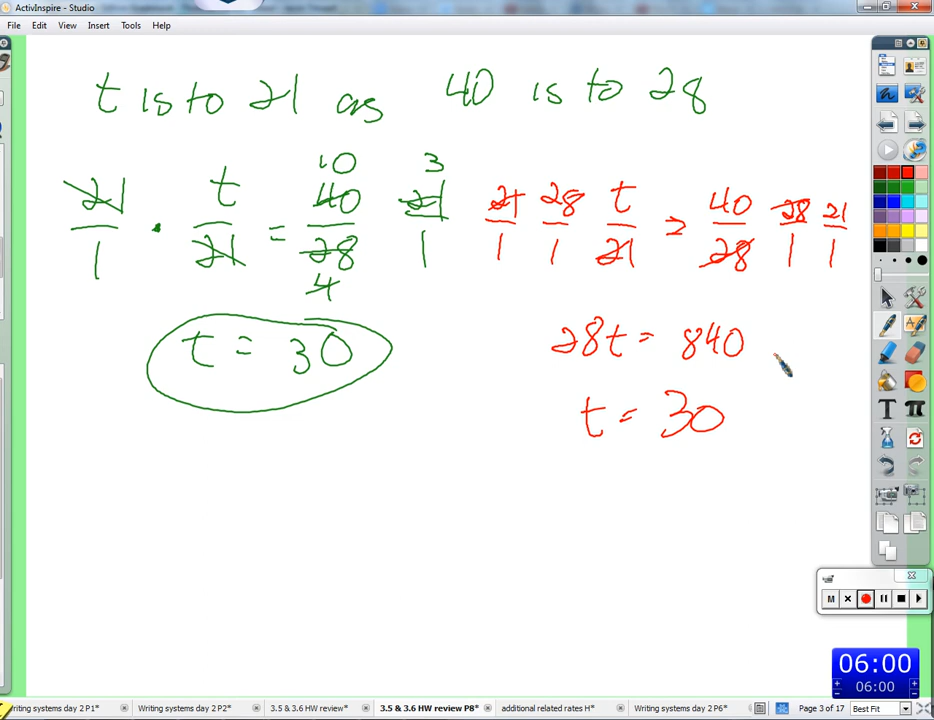 ActivInspire - Studio
File Edit View Insert Tools Help
t is to 21 as 40 is to 28
21/1 · t/21 = 40/28 21/1 10 4 3
21/1 28/1 t/21 = 40/28 28/1 21/1
t = 30
28t = 840
t = 30
M
06:00
06:00
riting systems day 2 P1* Writing systems day 2 P2* 3.5 & 3.6 HW review* 3.5 & 3.6 HW review P8* additional related rates H* Writing systems day 2 P6* Page 3 of 17 Best Fit